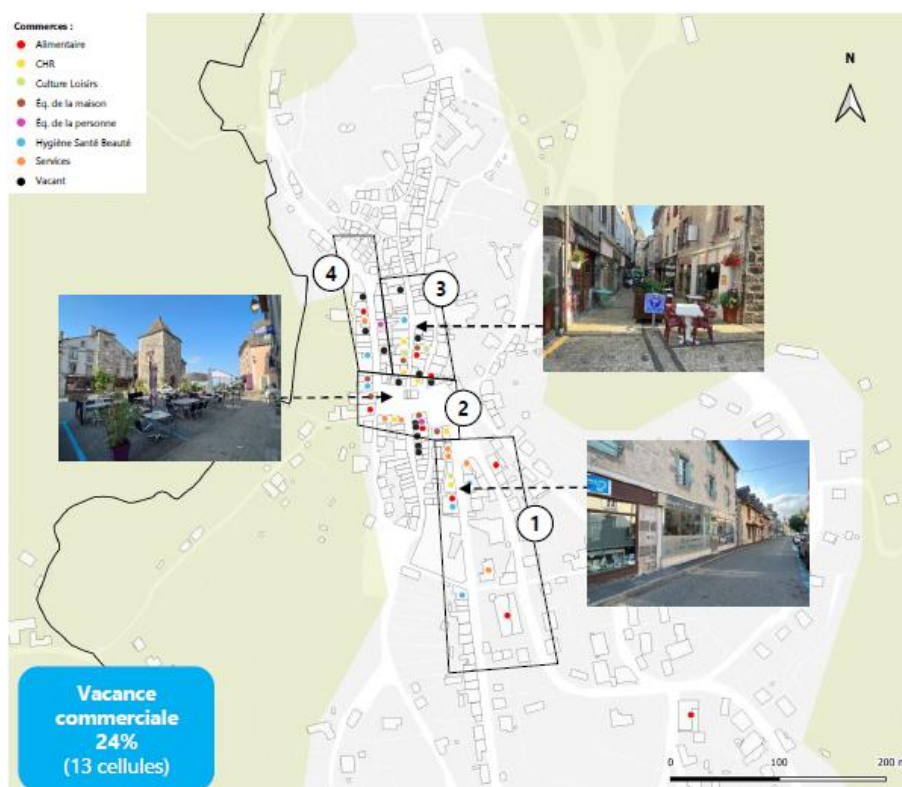 Commerces :
Alimentaire
CHR
Culture Loisirs
Éq. de la maison
Éq. de la personne
Hygiène Santé Beauté
Services
Vacant
N
4
3
2
1
Vacance
commerciale
24%
(13 cellules)
0 100 200 m